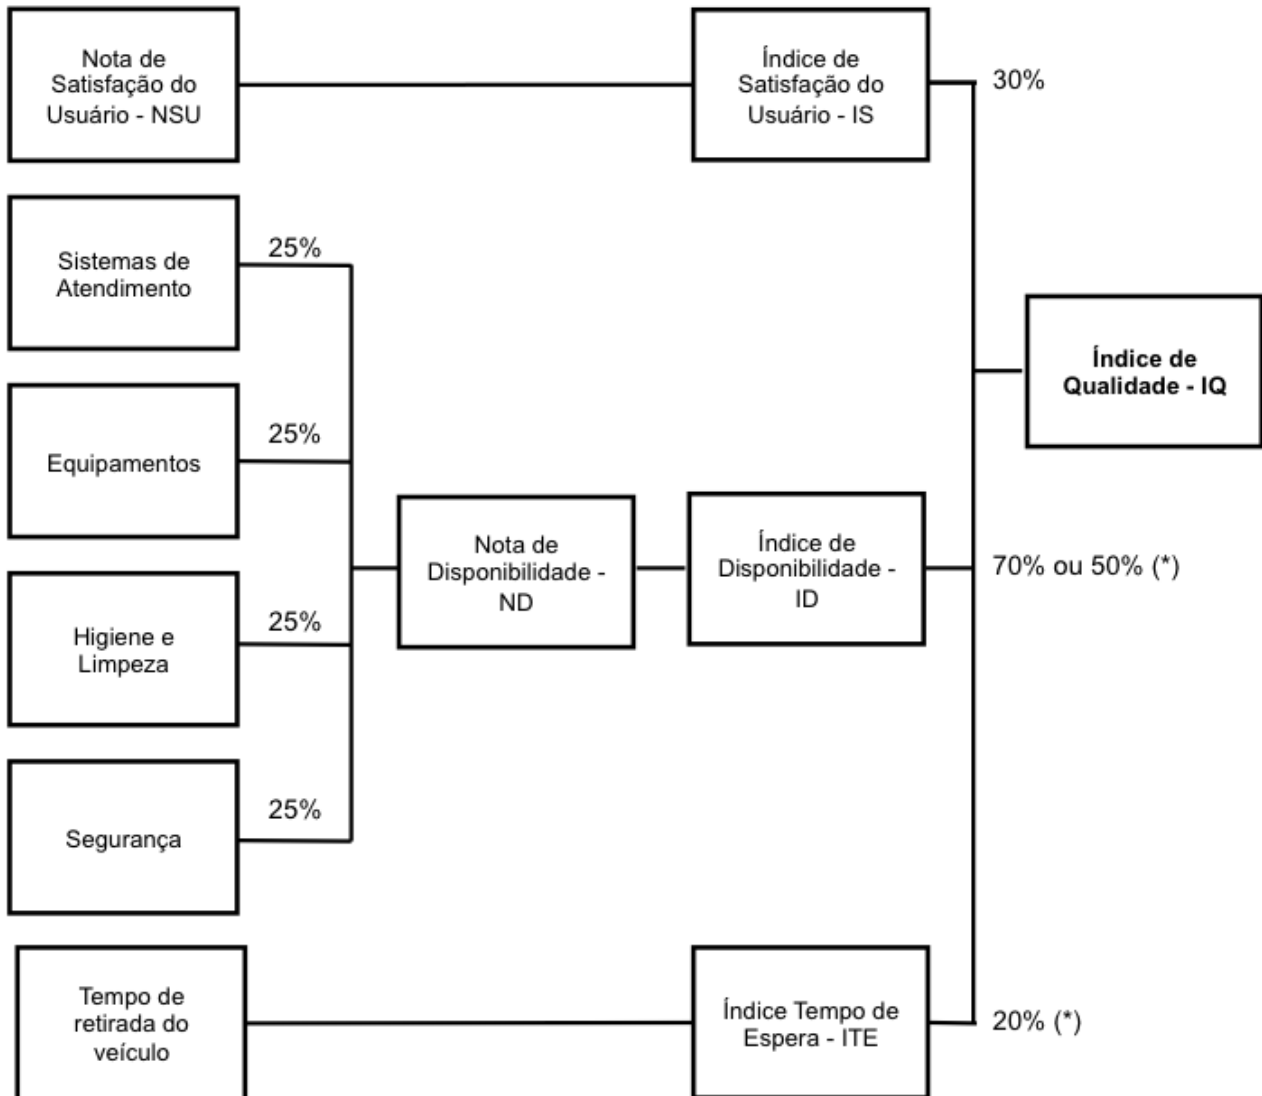 Nota de
Satisfação do
Usuário - NSU
Índice de
Satisfação do
Usuário - IS
30%
Sistemas de
Atendimento
25%
Índice de
Qualidade - IQ
Equipamentos
25%
Nota de
Disponibilidade -
ND
Índice de
Disponibilidade -
ID
70% ou 50% (*)
Higiene e
Limpeza
25%
Segurança
25%
Tempo de
retirada do
veículo
Índice Tempo de
Espera - ITE
20% (*)